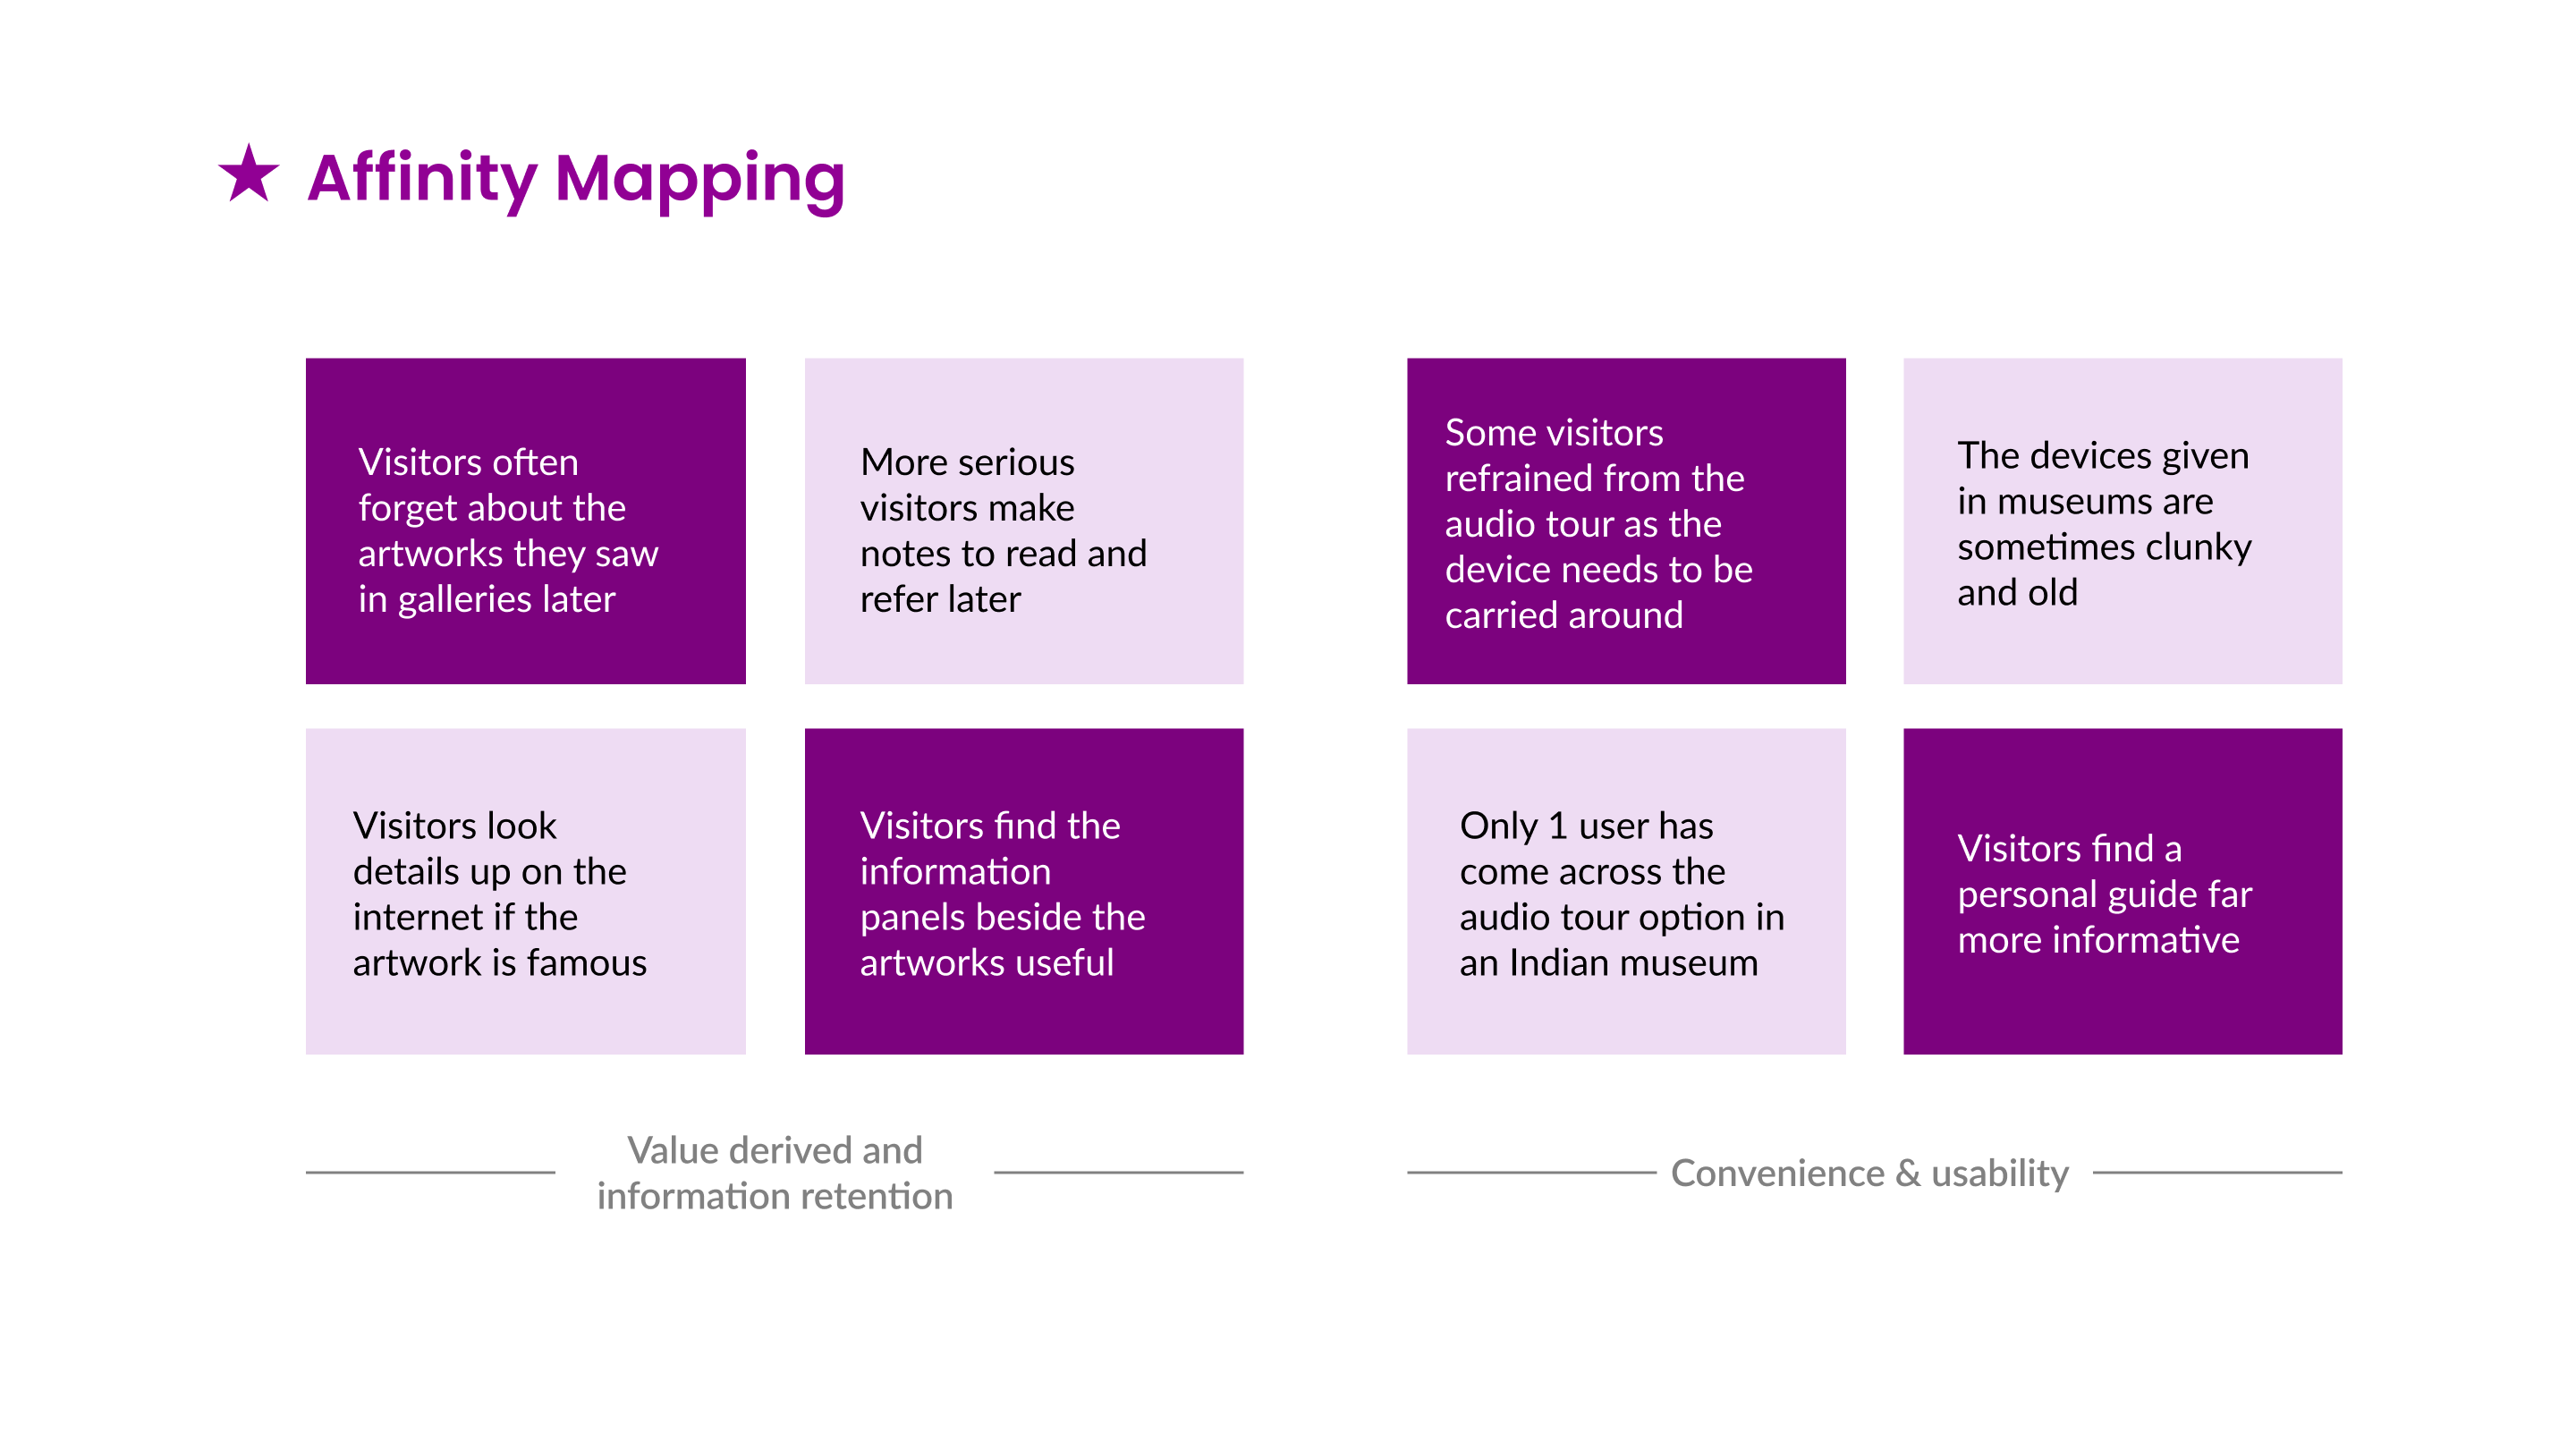 Affinity Mapping
Visitors often
forget about the
artworks they saw
in galleries later
More serious
visitors make
notes to read and
refer later
Visitors look
details up on the
internet if the
artwork is famous
Visitors find the
information
panels beside the
artworks useful
Value derived and
information retention
Some visitors
refrained from the
audio tour as the
device needs to be
carried around
The devices given
in museums are
sometimes clunky
and old
Only 1 user has
come across the
audio tour option in
an Indian museum
Visitors find a
personal guide far
more informative
Convenience & usability